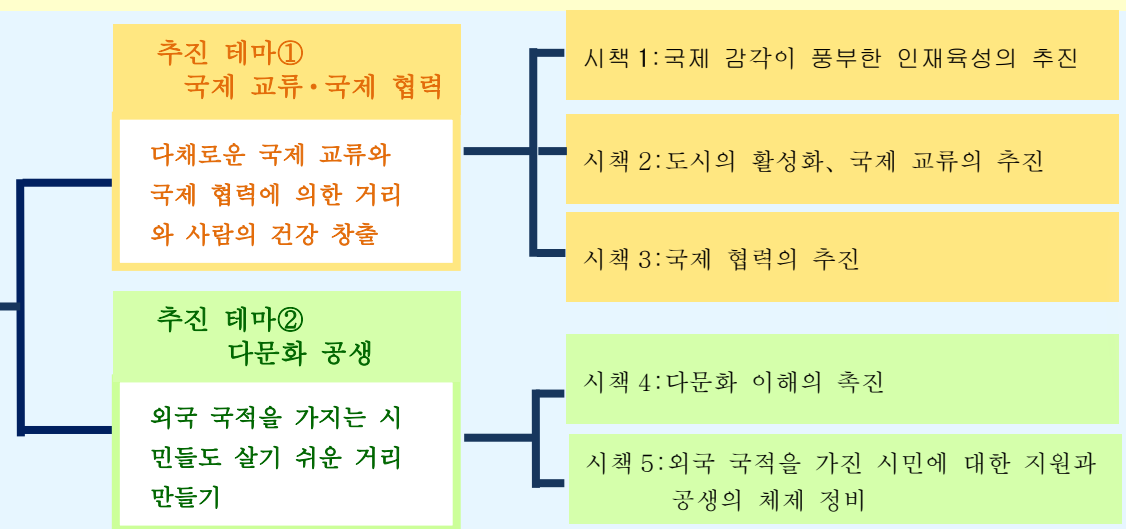 추진 테마①
국제 교류·국제 협력
다채로운 국제 교류와
국제 협력에 의한 거리
와 사람의 건강 창출
시책 1:국제 감각이 풍부한 인재육성의 추진
시책 2:도시의 활성화、국제 교류의 추진
시책 3:국제 협력의 추진
추진 테마②
다문화 공생
외국 국적을 가지는 시
민들도 살기 쉬운 거리
만들기
시책 4:다문화 이해의 촉진
시책 5:외국 국적을 가진 시민에 대한 지원과
공생의 체제 정비